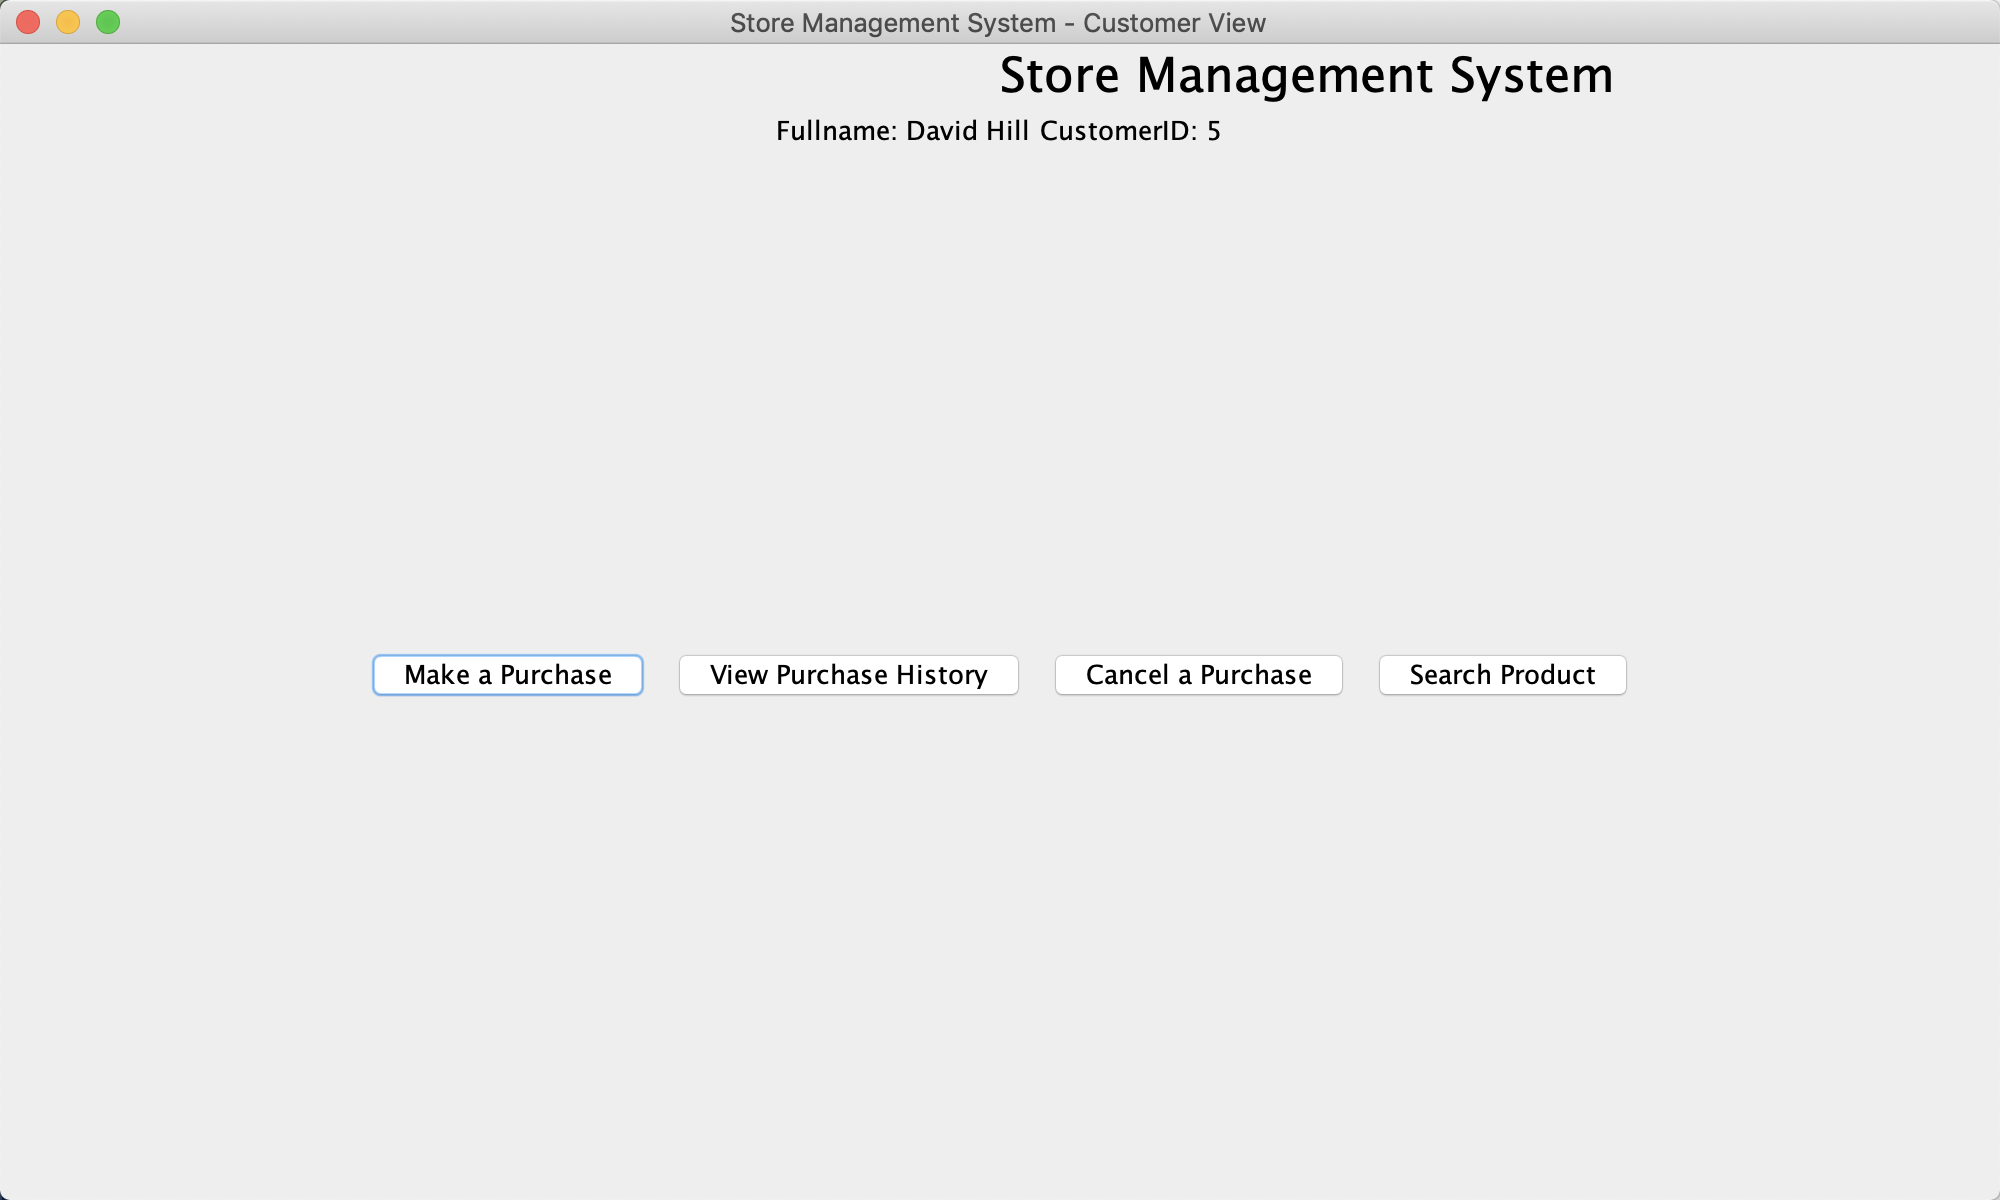 Store Management System - Customer View
Store Management System
Fullname: David Hill CustomerID: 5
Make a Purchase
View Purchase History
Cancel a Purchase
Search Product